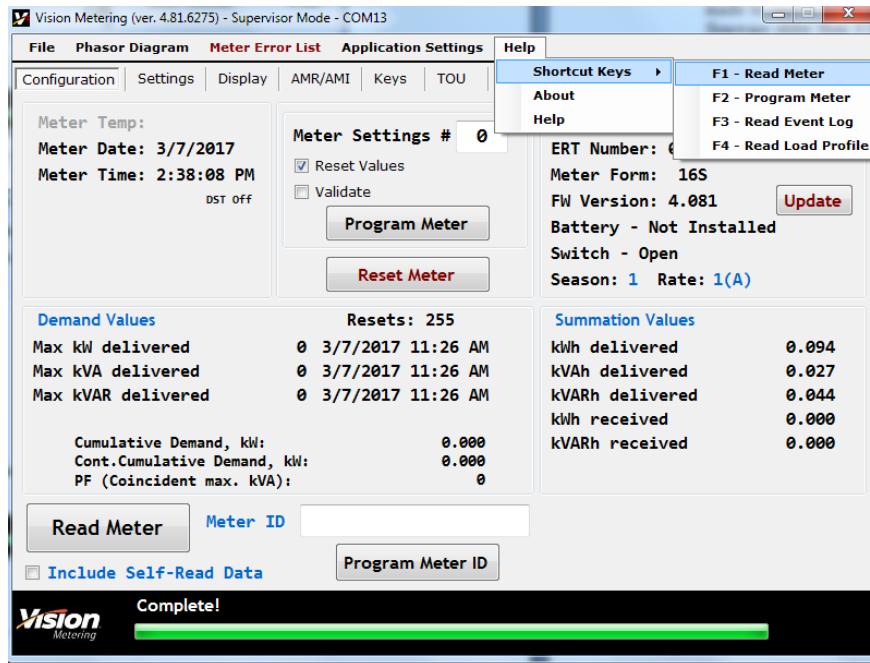 Vision Metering (ver. 4.81.6275) - Supervisor Mode - COM13
File Phasor Diagram Meter Error List Application Settings Help
Configuration Settings Display AMR/AMI Keys TOU
Shortcut Keys
About
Help
F1 - Read Meter
F2 - Program Meter
F3 - Read Event Log
F4 - Read Load Profile
Meter Temp:
Meter Date: 3/7/2017
Meter Time: 2:38:08 PM
DST Off
Meter Settings # 0
Reset Values
Validate
Program Meter
Reset Meter
ERT Number:
Meter Form: 16S
FW Version: 4.081 Update
Battery - Not Installed
Switch - Open
Season: 1 Rate: 1(A)
Demand Values Resets: 255
Max kW delivered 0 3/7/2017 11:26 AM
Max kVA delivered 0 3/7/2017 11:26 AM
Max kVAR delivered 0 3/7/2017 11:26 AM
Cumulative Demand, kW: 0.000
Cont.Cumulative Demand, kW: 0.000
PF (Coincident max. kVA): 0
Summation Values
kWh delivered 0.094
kVAh delivered 0.027
kVARh delivered 0.044
kWh received 0.000
kVARh received 0.000
Read Meter Meter ID
Program Meter ID
Include Self-Read Data
Vision
Metering
Complete!